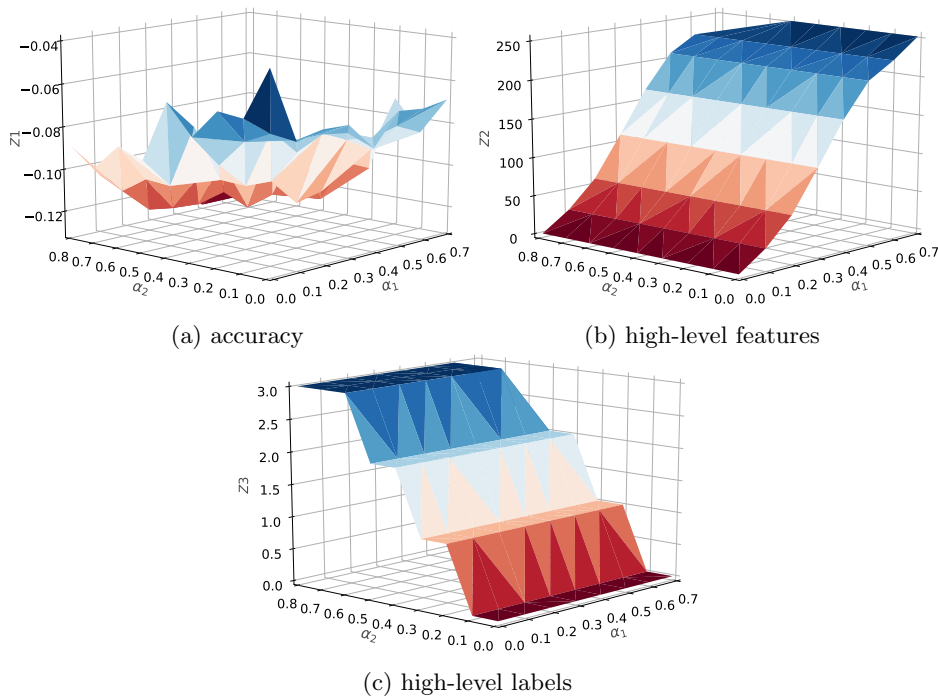 −0.04
−0.06
−0.08
−0.10
−0.12
Z1
0.8 0.7 0.6 0.5 0.4 0.3 0.2 0.1 0.0
α₂
0.0 0.1 0.2 0.3 0.4 0.5 0.6 0.7
α₁
(a) accuracy
250
200
150
100
50
0
Z2
0.8 0.7 0.6 0.5 0.4 0.3 0.2 0.1 0.0
α₂
0.0 0.1 0.2 0.3 0.4 0.5 0.6 0.7
α₁
(b) high-level features
3.0
2.5
2.0
1.5
1.0
0.5
0.0
Z3
0.8 0.7 0.6 0.5 0.4 0.3 0.2 0.1 0.0
α₂
0.0 0.1 0.2 0.3 0.4 0.5 0.6 0.7
α₁
(c) high-level labels